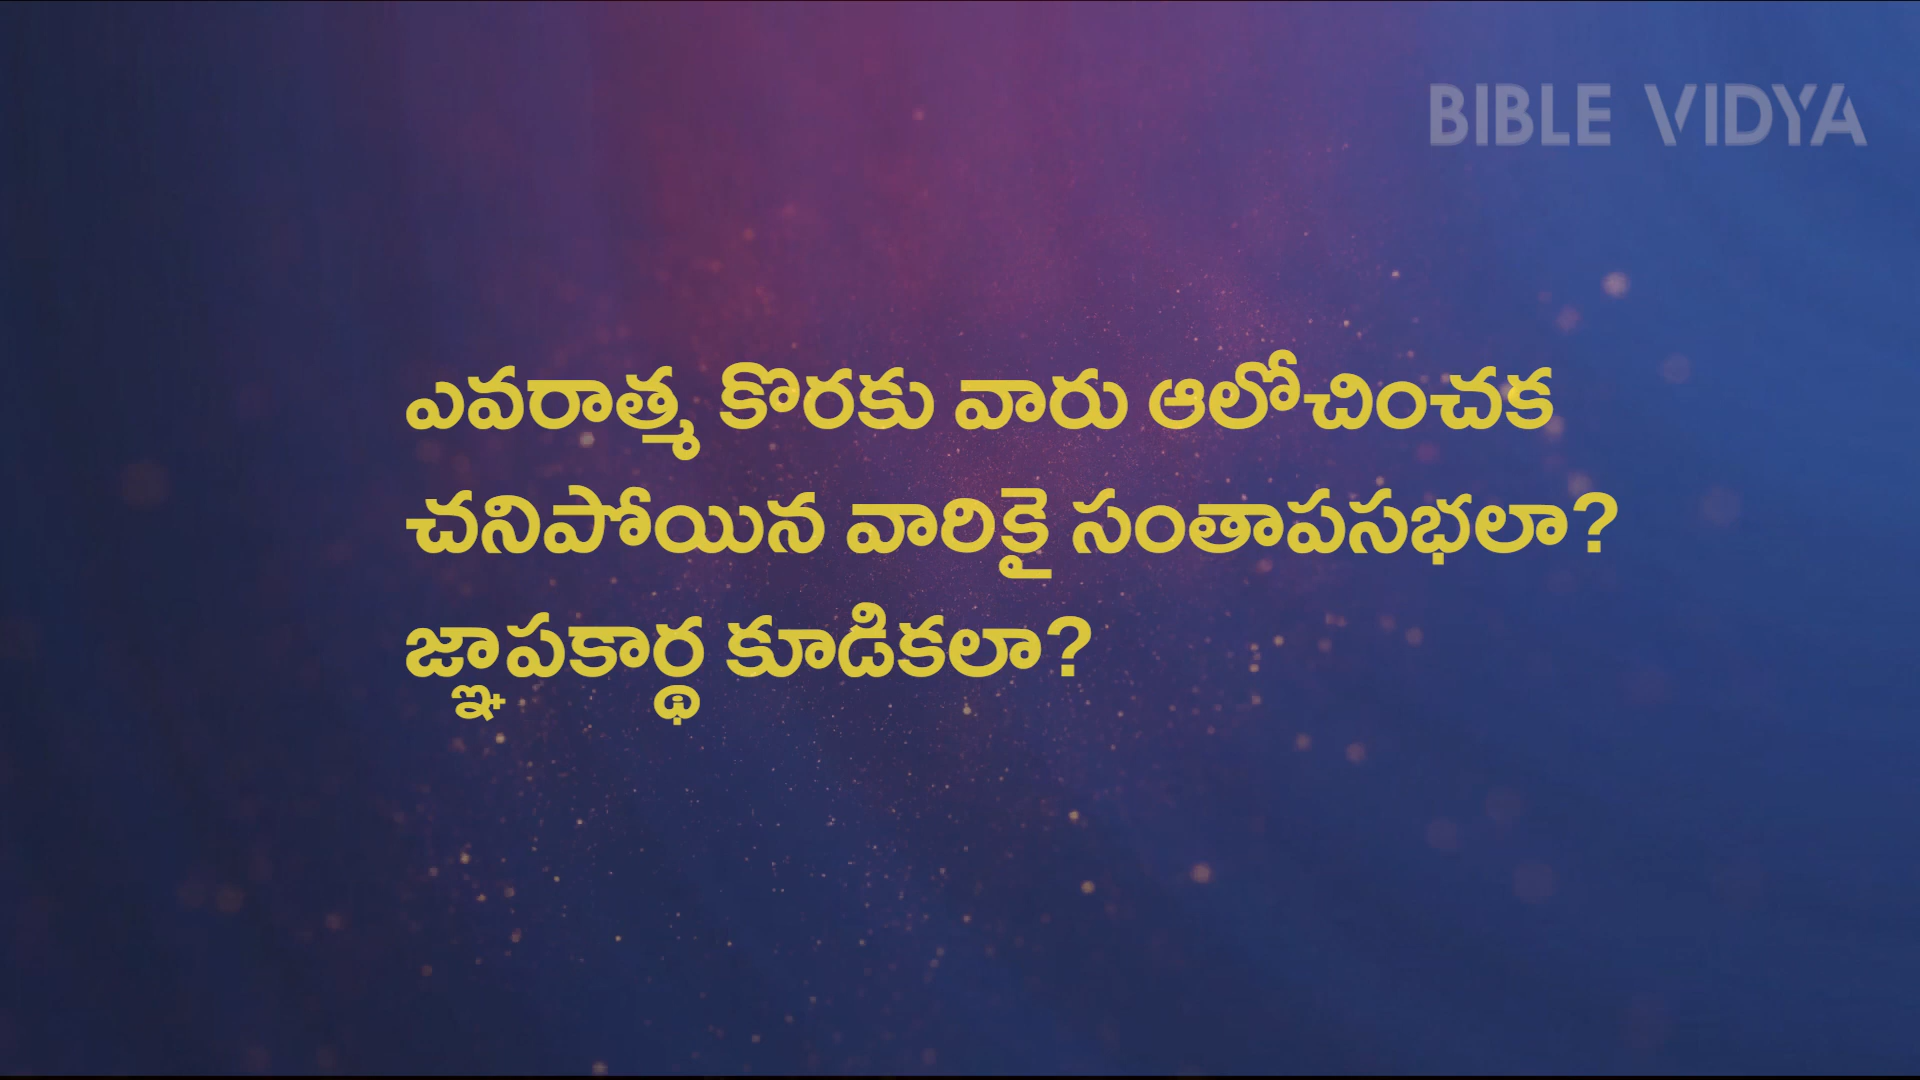 BIBLE VIDYA
ఎవరాత్మ కొరకు వారు ఆలోచించక
చనిపోయిన వారికై సంతాపసభలా?
జ్ఞాపకార్థ కూడికలా?